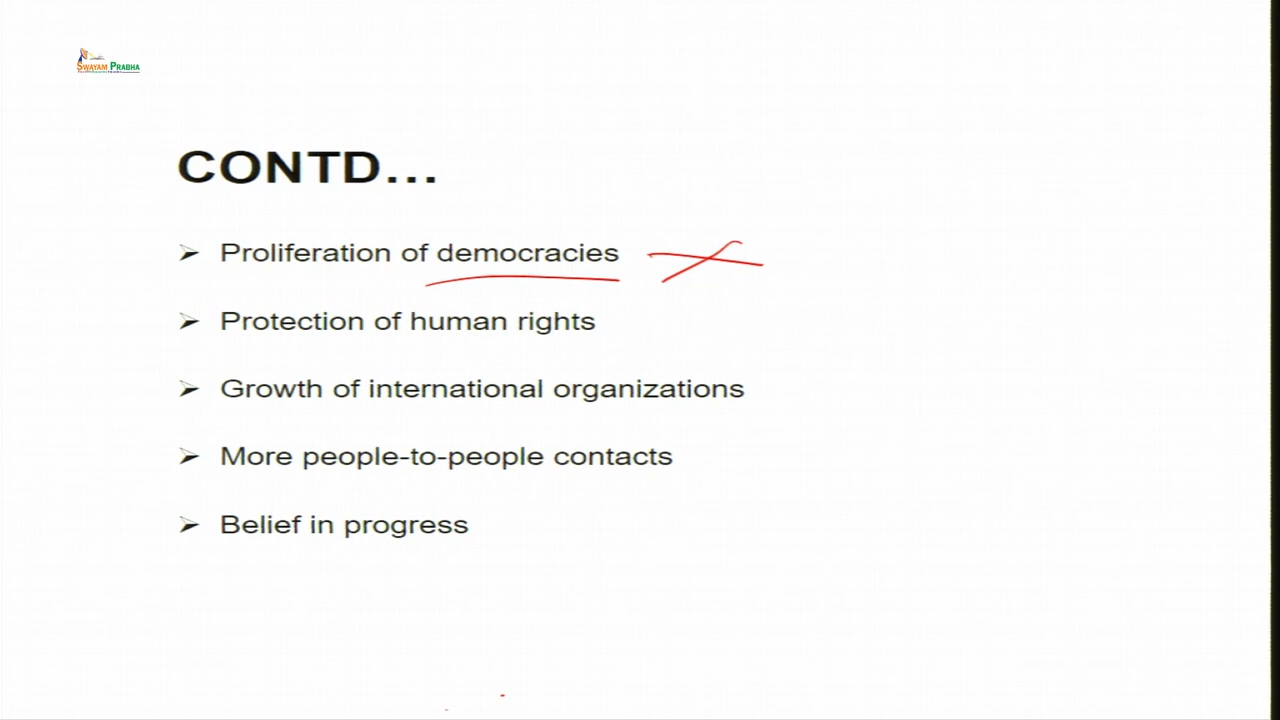 SWAYAM PRABHA
CONTD...
➢ Proliferation of democracies
➢ Protection of human rights
➢ Growth of international organizations
➢ More people-to-people contacts
➢ Belief in progress